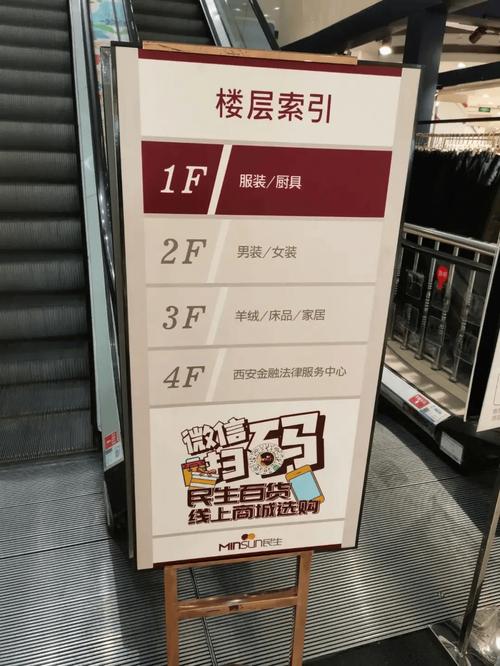 楼层索引
1F 服装/厨具
2F 男装/女装
3F 羊绒/床品/家居
4F 西安金融法律服务中心
微信
扫码
民生百货
线上商城选购
MINSUN民生